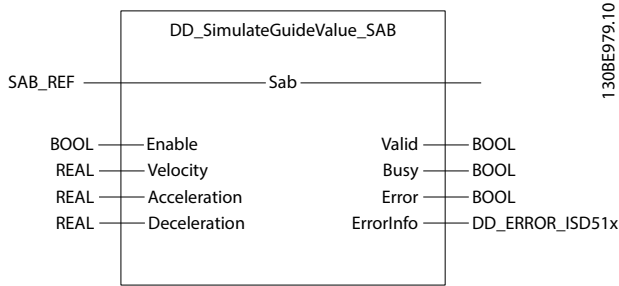 DD_SimulateGuideValue_SAB
SAB_REF Sab
BOOL Enable Valid BOOL
REAL Velocity Busy BOOL
REAL Acceleration Error BOOL
REAL Deceleration ErrorInfo DD_ERROR_ISD51x
130BE979.10